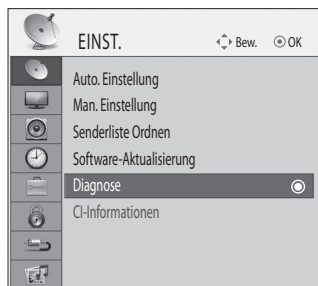 EINST. Bew. OK
Auto. Einstellung
Man. Einstellung
Senderliste Ordnen
Software-Aktualisierung
Diagnose
CI-Informationen